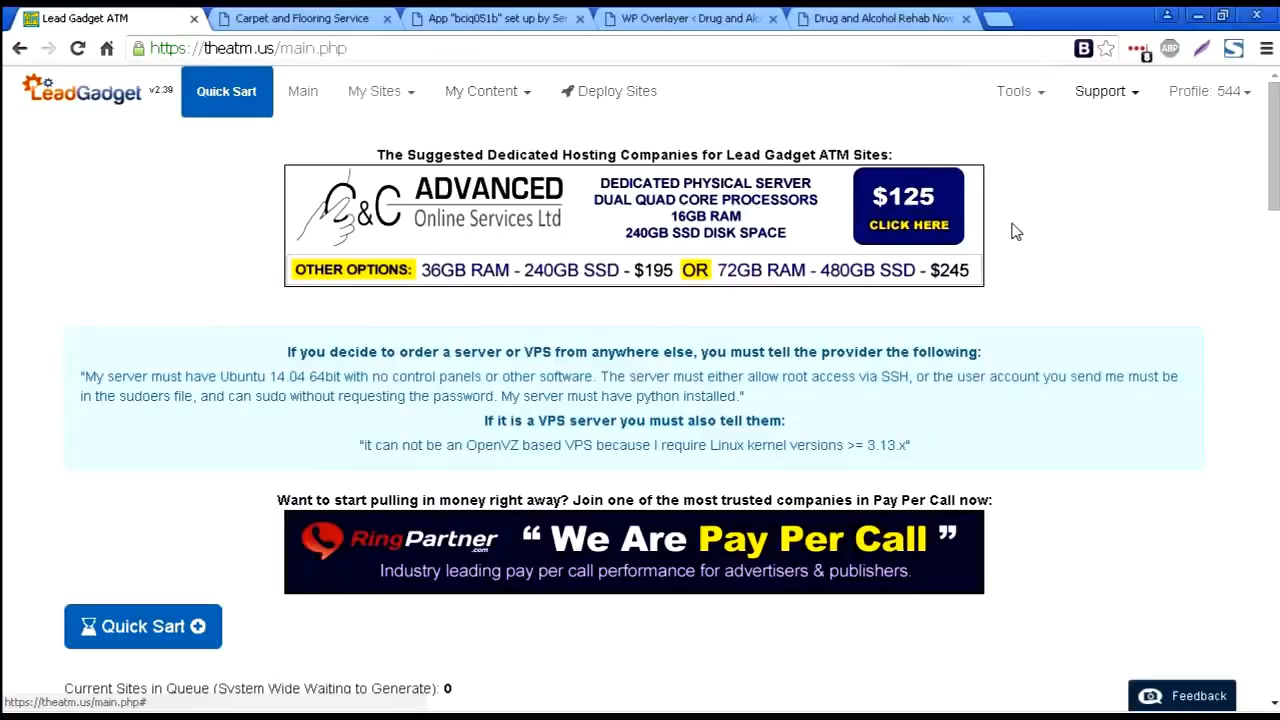 Lead Gadget ATM
Carpet and Flooring Service
App "bciq051b" set up by Ser
WP Overlayer < Drug and Alc
Drug and Alcohol Rehab Now
https://theatm.us/main.php
LeadGadget v2.39
Quick Sart
Main
My Sites
My Content
Deploy Sites
Tools
Support
Profile: 544
The Suggested Dedicated Hosting Companies for Lead Gadget ATM Sites:
C&C ADVANCED
Online Services Ltd
DEDICATED PHYSICAL SERVER
DUAL QUAD CORE PROCESSORS
16GB RAM
240GB SSD DISK SPACE
$125
CLICK HERE
OTHER OPTIONS: 36GB RAM - 240GB SSD - $195 OR 72GB RAM - 480GB SSD - $245
If you decide to order a server or VPS from anywhere else, you must tell the provider the following:
"My server must have Ubuntu 14.04 64bit with no control panels or other software. The server must either allow root access via SSH, or the user account you send me must be
in the sudoers file, and can sudo without requesting the password. My server must have python installed."
If it is a VPS server you must also tell them:
"it can not be an OpenVZ based VPS because I require Linux kernel versions >= 3.13.x"
Want to start pulling in money right away? Join one of the most trusted companies in Pay Per Call now:
RingPartner.com
“ We Are Pay Per Call ”
Industry leading pay per call performance for advertisers & publishers.
Quick Sart
Current Sites in Queue (System Wide Waiting to Generate): 0
https://theatm.us/main.php#
Feedback